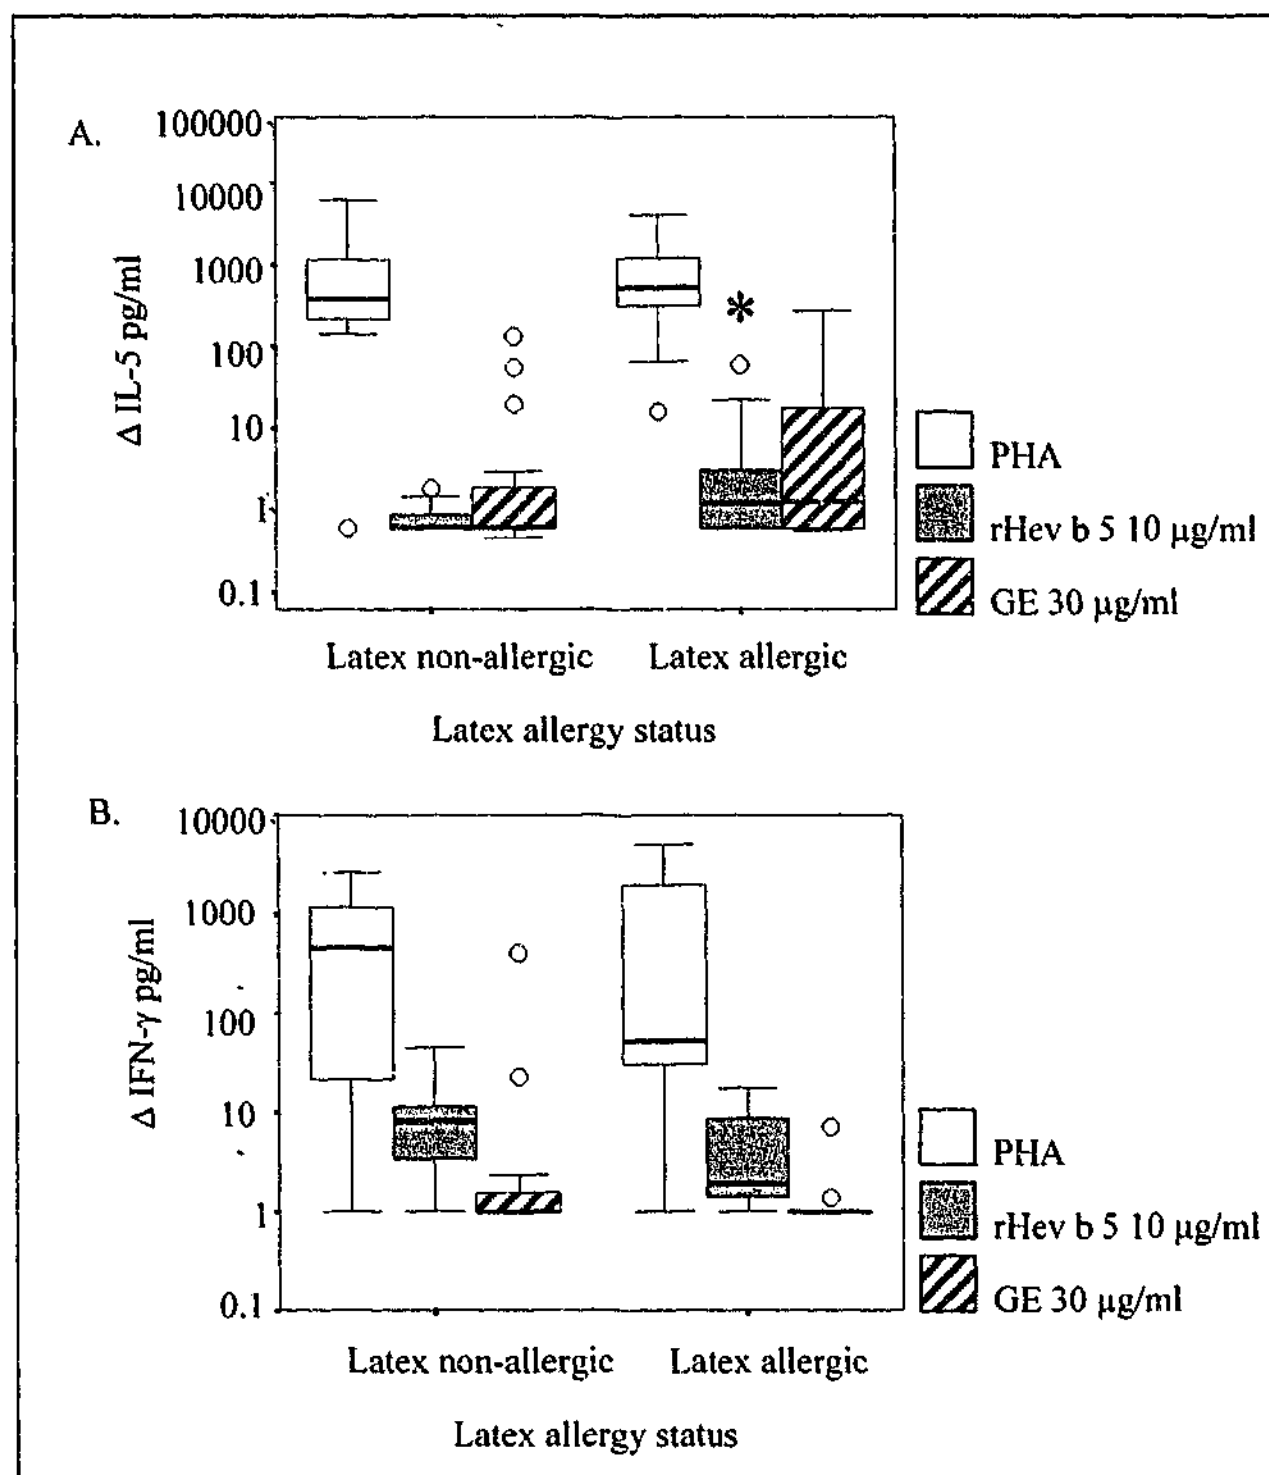 A.
100000
10000
1000
100
10
1
0.1
Δ IL-5 pg/ml
*
PHA
rHev b 5 10 µg/ml
GE 30 µg/ml
Latex non-allergic Latex allergic
Latex allergy status
B.
10000
1000
100
10
1
0.1
Δ IFN-γ pg/ml
PHA
rHev b 5 10 µg/ml
GE 30 µg/ml
Latex non-allergic Latex allergic
Latex allergy status